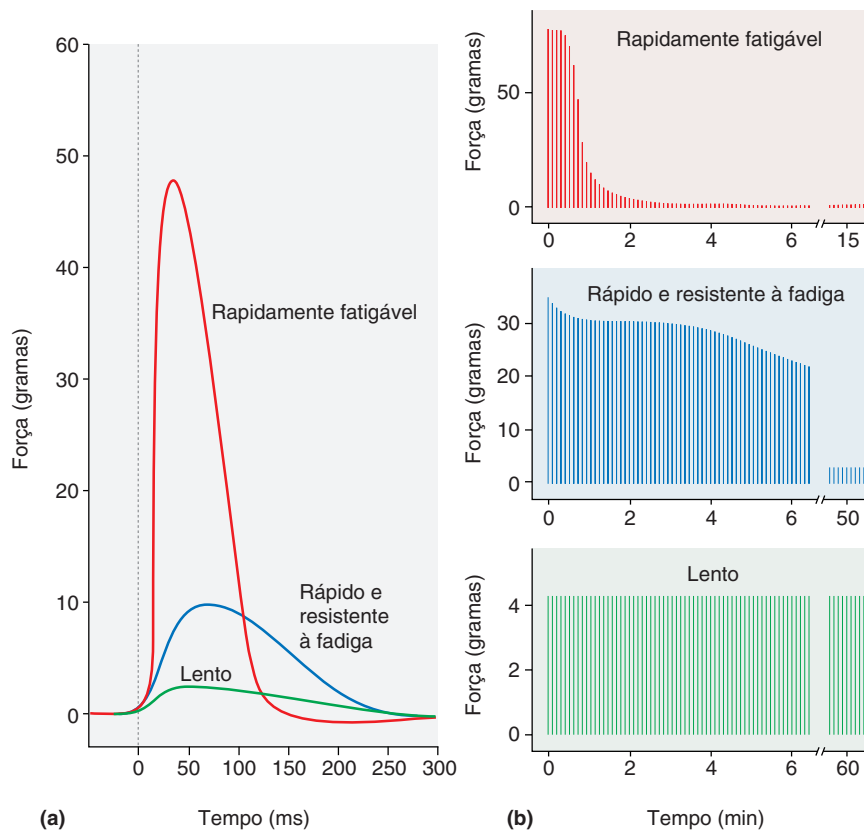 60
50
40
30
20
10
0
Força (gramas)
Rapidamente fatigável
Rápido e
resistente
à fadiga
Lento
0 50 100 150 200 250 300
(a) Tempo (ms)
Rapidamente fatigável
Força (gramas)
50
0
0 2 4 6 15
Rápido e resistente à fadiga
Força (gramas)
30
20
10
0
0 2 4 6 50
Lento
Força (gramas)
4
2
0
0 2 4 6 60
(b) Tempo (min)